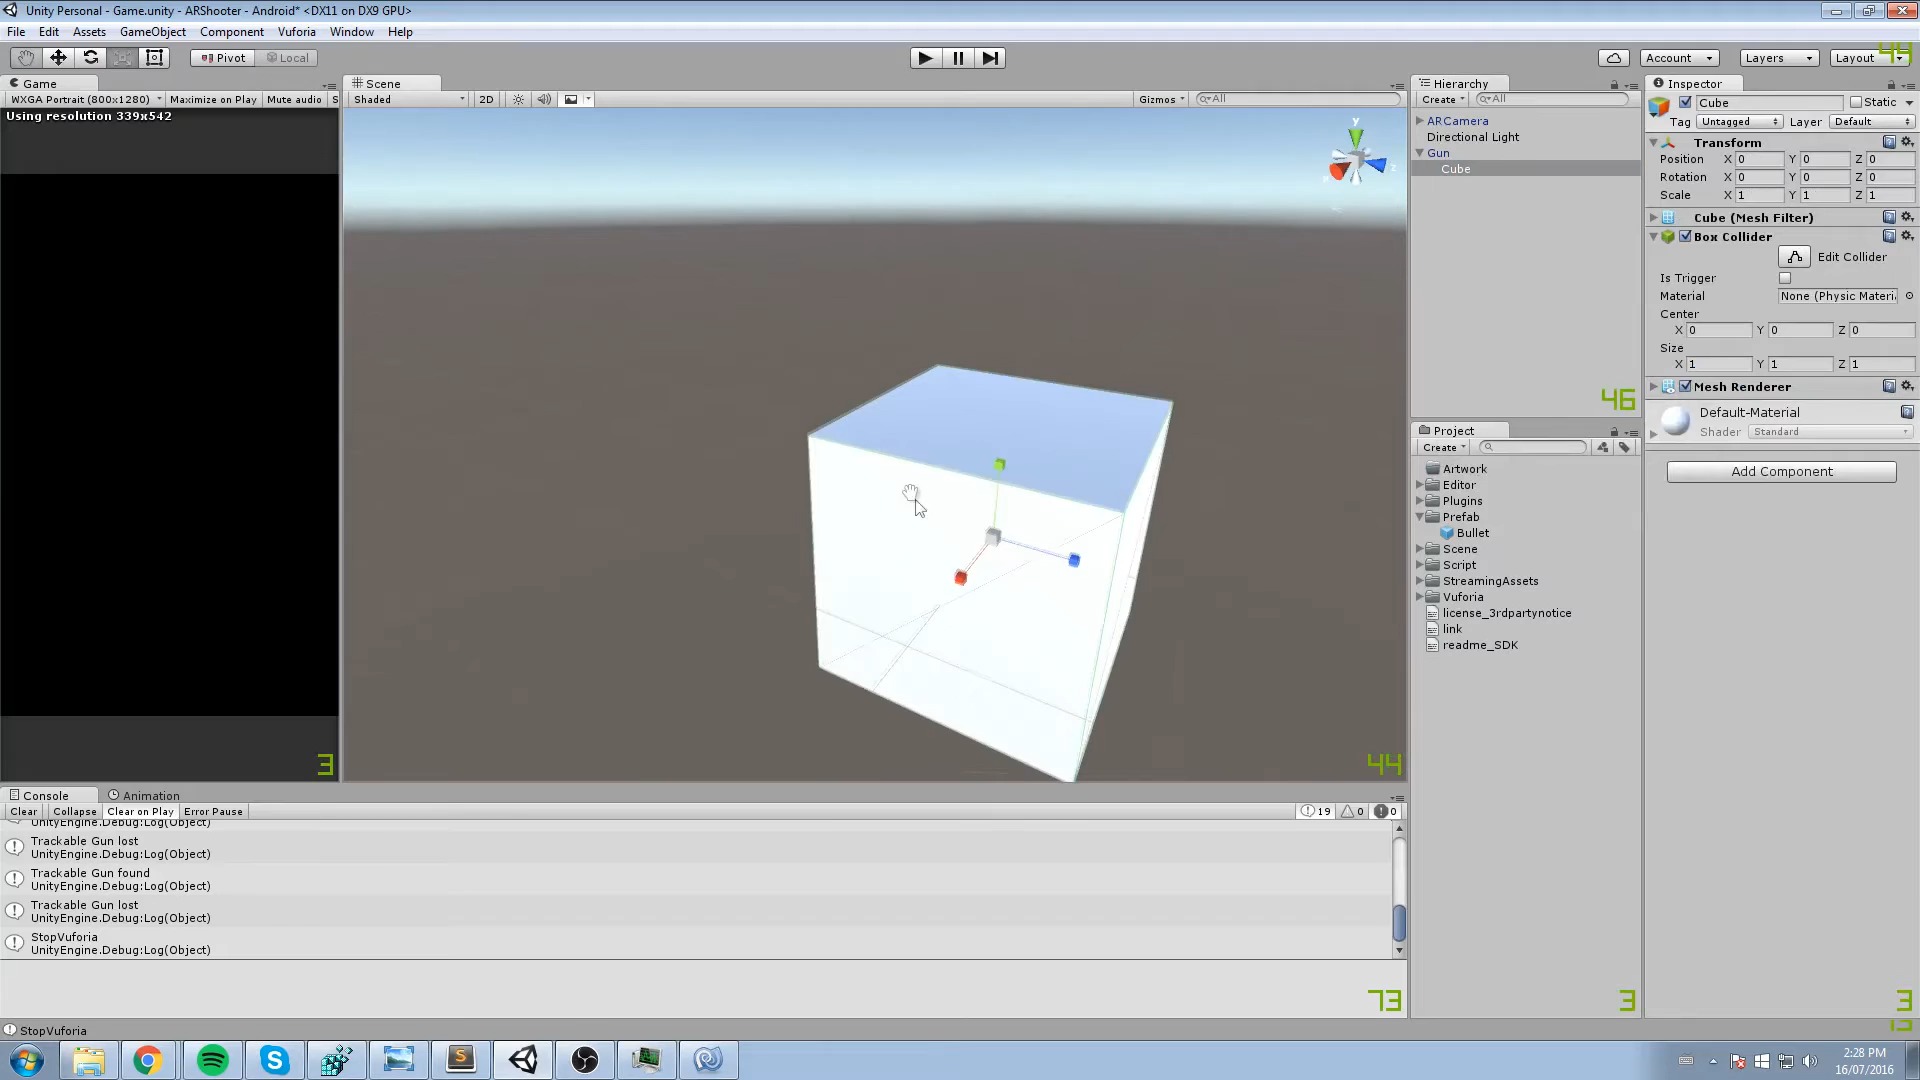 Unity Personal - Game.unity - ARShooter - Android* <DX11 on DX9 GPU>
File Edit Assets GameObject Component Vuforia Window Help
Pivot Local
Account Layers Layout
44
Game
WXGA Portrait (800x1280) Maximize on Play Mute audio S
Using resolution 339x542
3
Scene
Shaded 2D Gizmos All
y
z
44
Hierarchy
Create All
ARCamera
Directional Light
Gun
Cube
46
Project
Create
Artwork
Editor
Plugins
Prefab
Bullet
Scene
Script
StreamingAssets
Vuforia
license_3rdpartynotice
link
readme_SDK
3
Inspector
Cube Static
Tag Untagged Layer Default
Transform
Position X 0 Y 0 Z 0
Rotation X 0 Y 0 Z 0
Scale X 1 Y 1 Z 1
Cube (Mesh Filter)
Box Collider
Edit Collider
Is Trigger
Material None (Physic Materi
Center
X 0 Y 0 Z 0
Size
X 1 Y 1 Z 1
Mesh Renderer
Default-Material
Shader Standard
Add Component
3
Console Animation
Clear Collapse Clear on Play Error Pause 19 0 0
UnityEngine.Debug:Log(Object)
Trackable Gun lost
UnityEngine.Debug:Log(Object)
Trackable Gun found
UnityEngine.Debug:Log(Object)
Trackable Gun lost
UnityEngine.Debug:Log(Object)
StopVuforia
UnityEngine.Debug:Log(Object)
73
StopVuforia
2:28 PM
16/07/2016